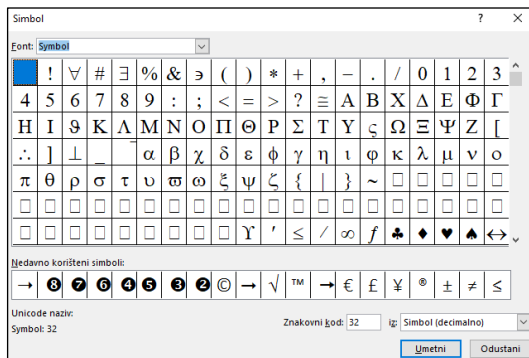 Simbol ? ×
Font: Symbol
! ∀ # ∃ % & ∍ ( ) ∗ + , − . / 0 1 2 3
4 5 6 7 8 9 : ; < = > ? ≅ Α Β Χ Δ Ε Φ Γ
Η Ι ϑ Κ Λ Μ Ν Ο Π Θ Ρ Σ Τ Υ ς Ω Ξ Ψ Ζ [
∴ ] ⊥ _ ‾ α β χ δ ε φ γ η ι ϕ κ λ μ ν ο
π θ ρ σ τ υ ϖ ω ξ ψ ζ { | } ~ □ □ □ □ □
□ □ □ □ □ □ □ □ □ □ □ □ □ □ □ □ □ □ □ □
□ □ □ □ □ □ □ □ □ ϒ ′ ≤ ⁄ ∞ ƒ ♣ ♦ ♥ ♠ ↔
Nedavno korišteni simboli:
→ ❽ ❼ ❻ ❹ ❺ ❸ ❷ © → √ ™ → € £ ¥ ® ± ≠ ≤
Unicode naziv:
Symbol: 32
Znakovni kod: 32 iz: Simbol (decimalno)
Umetni Odustani